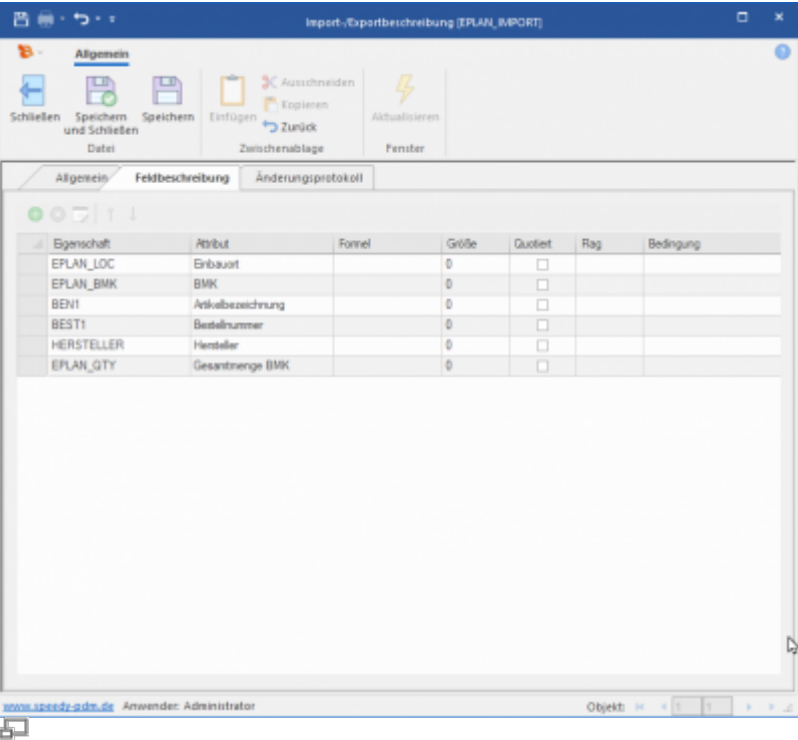 Import-/Exportbeschreibung [EPLAN_IMPORT]
Allgemein
Schließen
Speichern und Schließen
Speichern
Einfügen
Ausschneiden
Kopieren
Zurück
Aktualisieren
Datei
Zwischenablage
Fenster
Allgemein Feldbeschreibung Änderungsprotokoll
Eigenschaft Attribut Formel Größe Quotiert Flag Bedingung
EPLAN_LOC Einbauort 0
EPLAN_BMK BMK 0
BEN1 Artikelbezeichnung 0
BEST1 Bestellnummer 0
HERSTELLER Hersteller 0
EPLAN_QTY Gesamtmenge BMK 0
www.speedy-pdm.de Anwender: Administrator Objekt: 1 1